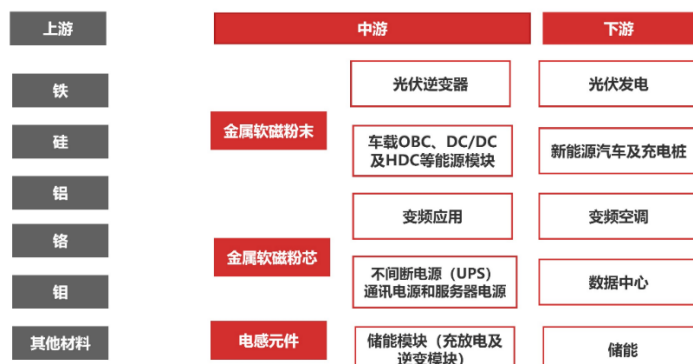 上游
中游
下游
铁
硅
铝
铬
钼
其他材料
金属软磁粉末
金属软磁粉芯
电感元件
光伏逆变器
车载OBC、DC/DC
及HDC等能源模块
变频应用
不间断电源（UPS）
通讯电源和服务器电源
储能模块（充放电及
逆变模块）
光伏发电
新能源汽车及充电桩
变频空调
数据中心
储能